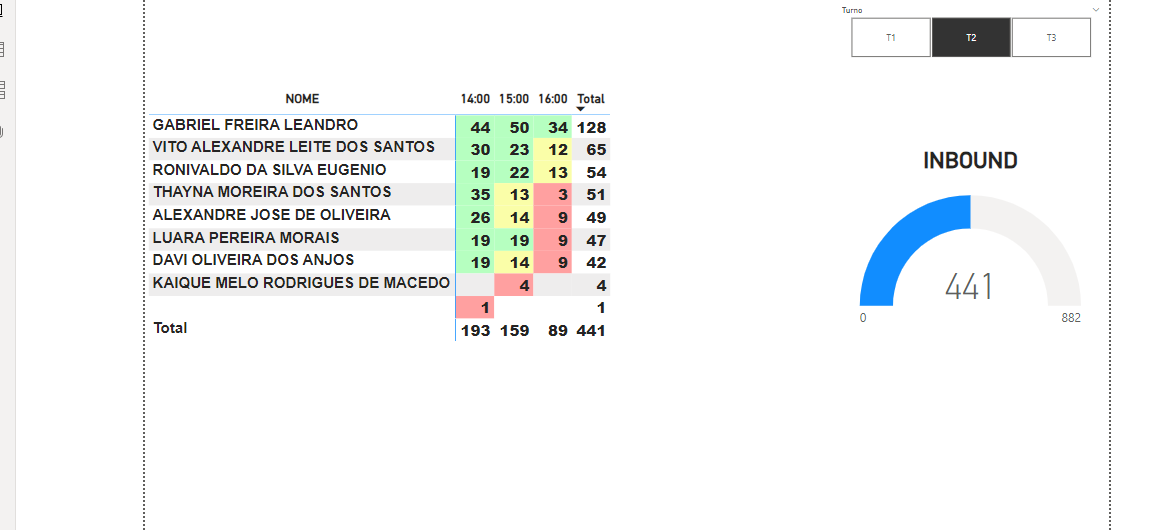 Turno
T1 T2 T3
NOME 14:00 15:00 16:00 Total
GABRIEL FREIRA LEANDRO 44 50 34 128
VITO ALEXANDRE LEITE DOS SANTOS 30 23 12 65
RONIVALDO DA SILVA EUGENIO 19 22 13 54
THAYNA MOREIRA DOS SANTOS 35 13 3 51
ALEXANDRE JOSE DE OLIVEIRA 26 14 9 49
LUARA PEREIRA MORAIS 19 19 9 47
DAVI OLIVEIRA DOS ANJOS 19 14 9 42
KAIQUE MELO RODRIGUES DE MACEDO 4 4
1 1
Total 193 159 89 441
INBOUND
441
0 882